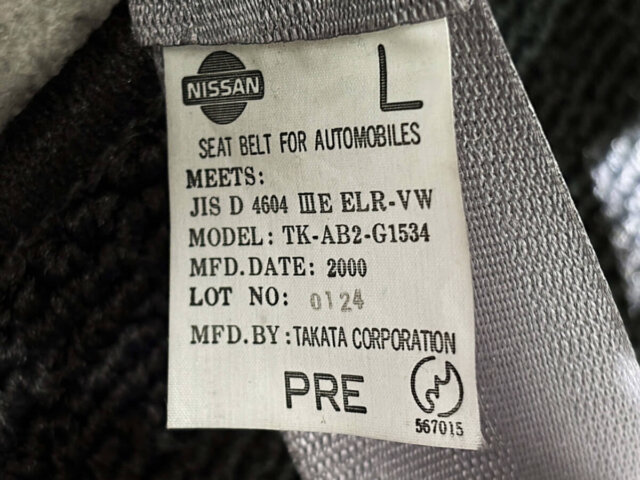 NISSAN
L
SEAT BELT FOR AUTOMOBILES
MEETS:
JIS D 4604 ⅢE ELR-VW
MODEL: TK-AB2-G1534
MFD.DATE: 2000
LOT NO: 0124
MFD.BY:TAKATA CORPORATION
PRE
567015